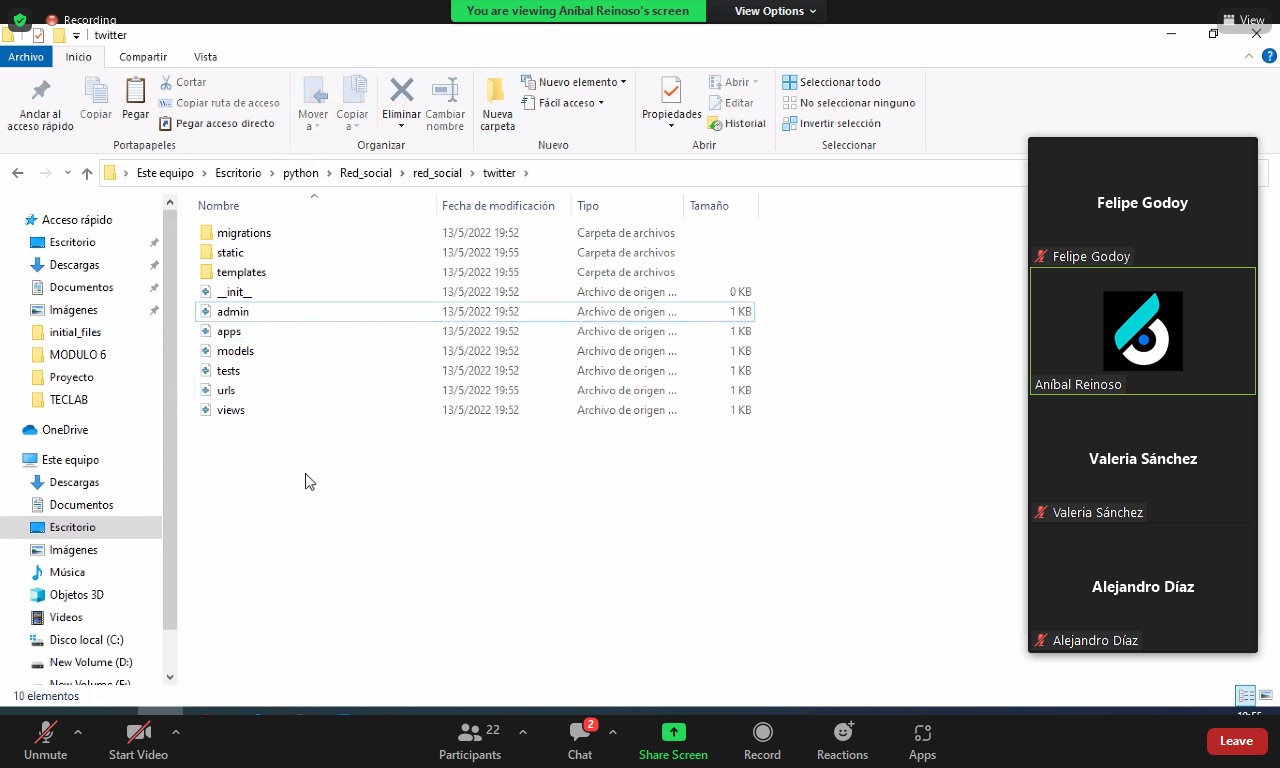 Recording
You are viewing Aníbal Reinoso's screen
View Options
View
twitter
Archivo
Inicio
Compartir
Vista
Anclar al acceso rápido
Copiar
Pegar
Cortar
Copiar ruta de acceso
Pegar acceso directo
Portapapeles
Mover a
Copiar a
Eliminar
Cambiar nombre
Organizar
Nueva carpeta
Nuevo elemento
Fácil acceso
Nuevo
Propiedades
Abrir
Editar
Historial
Abrir
Seleccionar todo
No seleccionar ninguno
Invertir selección
Seleccionar
Este equipo > Escritorio > python > Red_social > red_social > twitter >
Acceso rápido
Escritorio
Descargas
Documentos
Imágenes
initial_files
MODULO 6
Proyecto
TECLAB
OneDrive
Este equipo
Descargas
Documentos
Escritorio
Imágenes
Música
Objetos 3D
Videos
Disco local (C:)
New Volume (D:)
New Volume (E:)
Nombre Fecha de modificación Tipo Tamaño
migrations 13/5/2022 19:52 Carpeta de archivos
static 13/5/2022 19:55 Carpeta de archivos
templates 13/5/2022 19:55 Carpeta de archivos
__init__ 13/5/2022 19:52 Archivo de origen ... 0 KB
admin 13/5/2022 19:52 Archivo de origen ... 1 KB
apps 13/5/2022 19:52 Archivo de origen ... 1 KB
models 13/5/2022 19:52 Archivo de origen ... 1 KB
tests 13/5/2022 19:52 Archivo de origen ... 1 KB
urls 13/5/2022 19:55 Archivo de origen ... 1 KB
views 13/5/2022 19:52 Archivo de origen ... 1 KB
Felipe Godoy
Felipe Godoy
Aníbal Reinoso
Valeria Sánchez
Valeria Sánchez
Alejandro Díaz
Alejandro Díaz
10 elementos
19:55
Unmute
Start Video
Participants
22
Chat
2
Share Screen
Record
Reactions
Apps
Leave